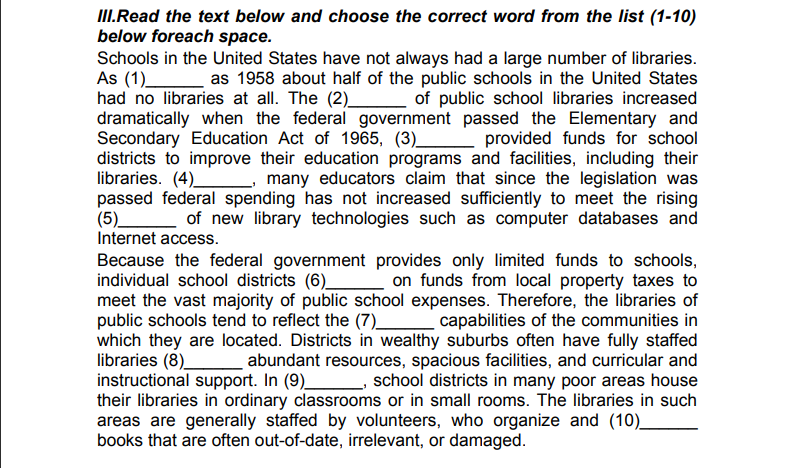 III.Read the text below and choose the correct word from the list (1-10)
below foreach space.
Schools in the United States have not always had a large number of libraries.
As (1)______ as 1958 about half of the public schools in the United States
had no libraries at all. The (2)______ of public school libraries increased
dramatically when the federal government passed the Elementary and
Secondary Education Act of 1965, (3)______ provided funds for school
districts to improve their education programs and facilities, including their
libraries. (4)______, many educators claim that since the legislation was
passed federal spending has not increased sufficiently to meet the rising
(5)______ of new library technologies such as computer databases and
Internet access.
Because the federal government provides only limited funds to schools,
individual school districts (6)______ on funds from local property taxes to
meet the vast majority of public school expenses. Therefore, the libraries of
public schools tend to reflect the (7)______ capabilities of the communities in
which they are located. Districts in wealthy suburbs often have fully staffed
libraries (8)______ abundant resources, spacious facilities, and curricular and
instructional support. In (9)______, school districts in many poor areas house
their libraries in ordinary classrooms or in small rooms. The libraries in such
areas are generally staffed by volunteers, who organize and (10)______
books that are often out-of-date, irrelevant, or damaged.